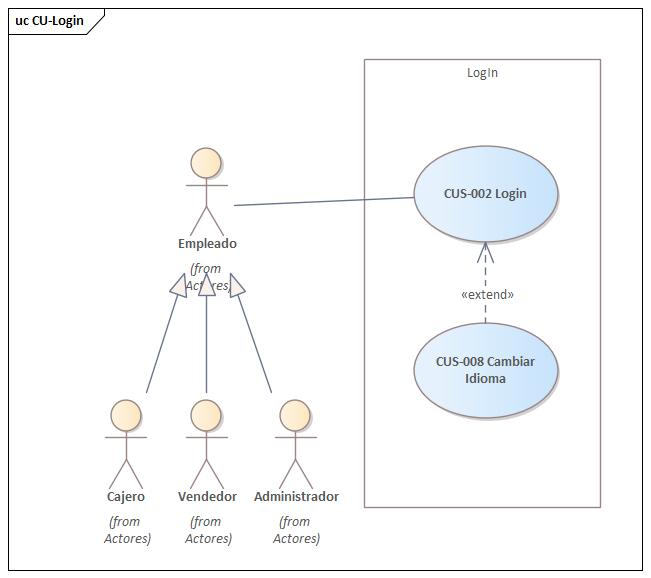 uc CU-Login
LogIn
CUS-002 Login
Empleado
(from
Actores)
«extend»
CUS-008 Cambiar
Idioma
Cajero
Vendedor
Administrador
(from
Actores)
(from
Actores)
(from
Actores)